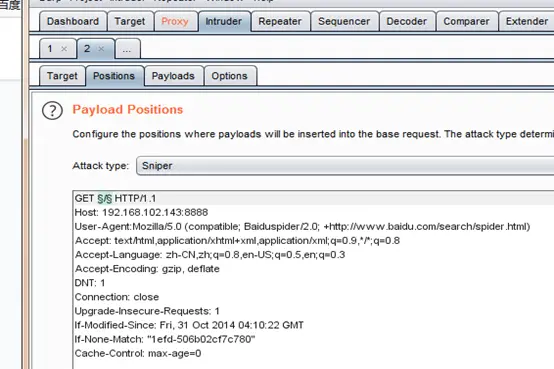 百度
Dashboard Target Proxy Intruder Repeater Sequencer Decoder Comparer Extender
1 × 2 × ...
Target Positions Payloads Options
? Payload Positions
Configure the positions where payloads will be inserted into the base request. The attack type determi
Attack type: Sniper
GET §/§ HTTP/1.1
Host: 192.168.102.143:8888
User-Agent:Mozilla/5.0 (compatible; Baiduspider/2.0; +http://www.baidu.com/search/spider.html)
Accept: text/html,application/xhtml+xml,application/xml;q=0.9,*/*;q=0.8
Accept-Language: zh-CN,zh;q=0.8,en-US;q=0.5,en;q=0.3
Accept-Encoding: gzip, deflate
DNT: 1
Connection: close
Upgrade-Insecure-Requests: 1
If-Modified-Since: Fri, 31 Oct 2014 04:10:22 GMT
If-None-Match: "1efd-506b02cf7c780"
Cache-Control: max-age=0